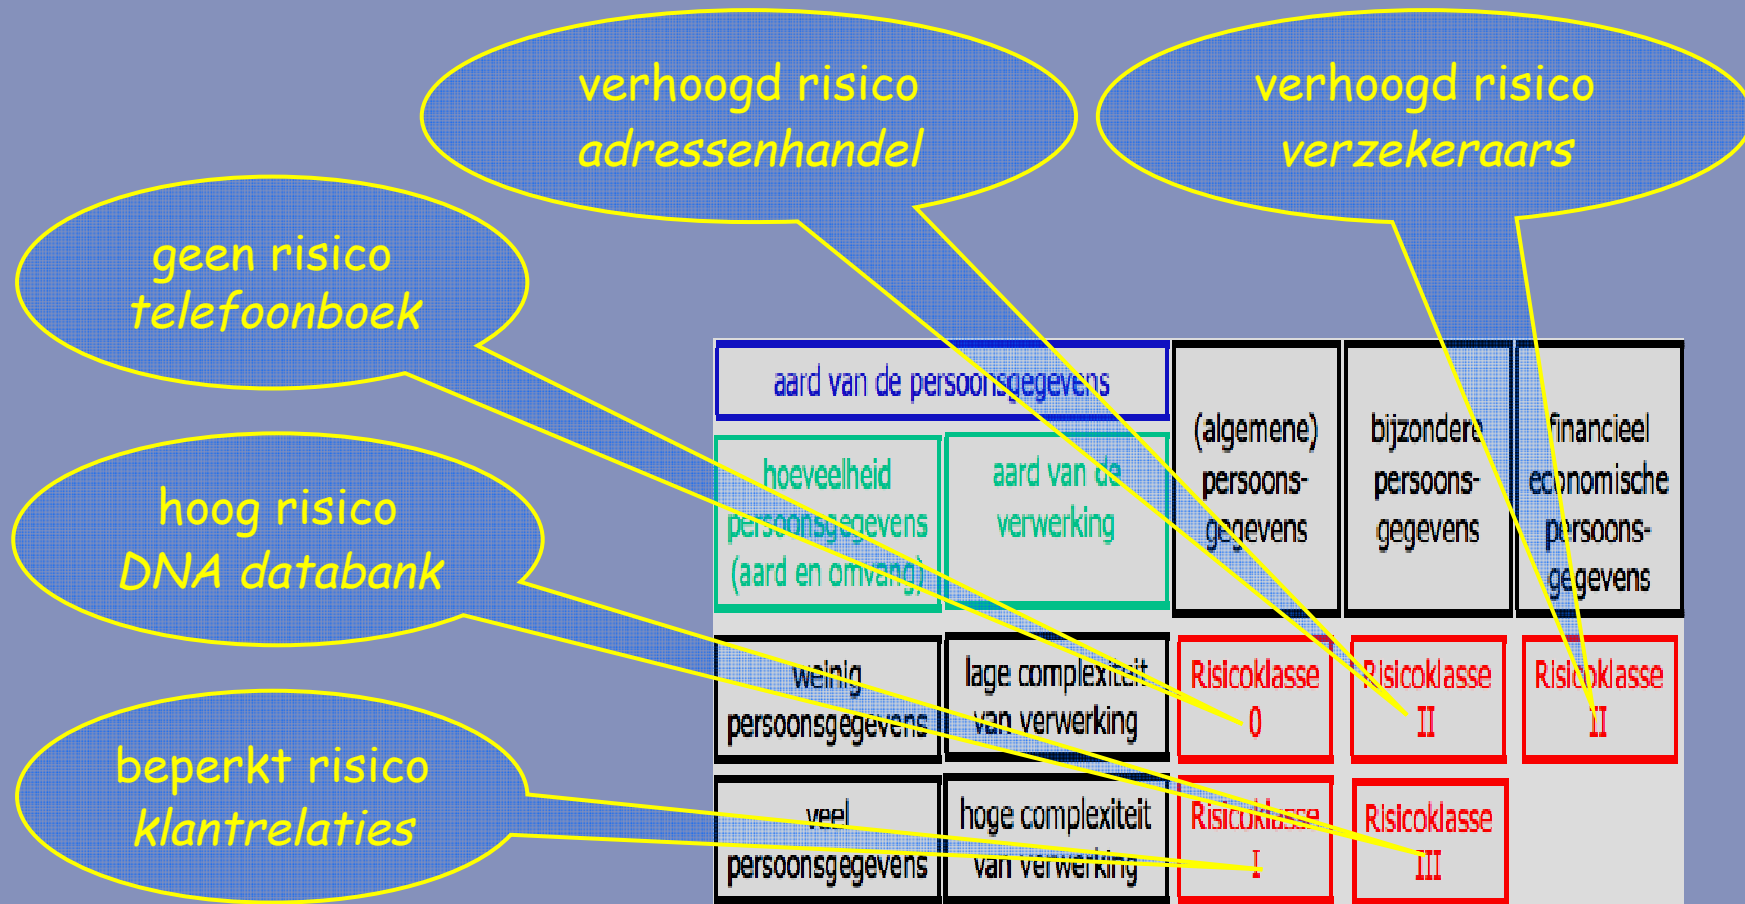 verhoogd risico
adressenhandel
verhoogd risico
verzekeraars
geen risico
telefoonboek
hoog risico
DNA databank
beperkt risico
klantrelaties
aard van de persoonsgegevens
hoeveelheid
persoonsgegevens
(aard en omvang)
aard van de
verwerking
(algemene)
persoons-
gegevens
bijzondere
persoons-
gegevens
financieel
economische
persoons-
gegevens
weinig
persoonsgegevens
lage complexiteit
van verwerking
Risicoklasse
0
Risicoklasse
II
Risicoklasse
II
veel
persoonsgegevens
hoge complexiteit
van verwerking
Risicoklasse
I
Risicoklasse
III